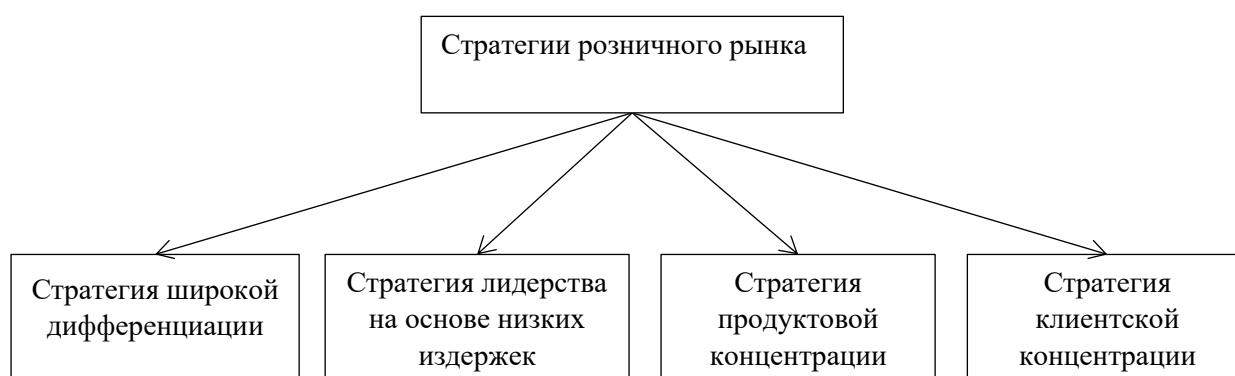 Стратегии розничного рынка
Стратегия широкой
дифференциации
Стратегия лидерства
на основе низких
издержек
Стратегия
продуктовой
концентрации
Стратегия
клиентской
концентрации